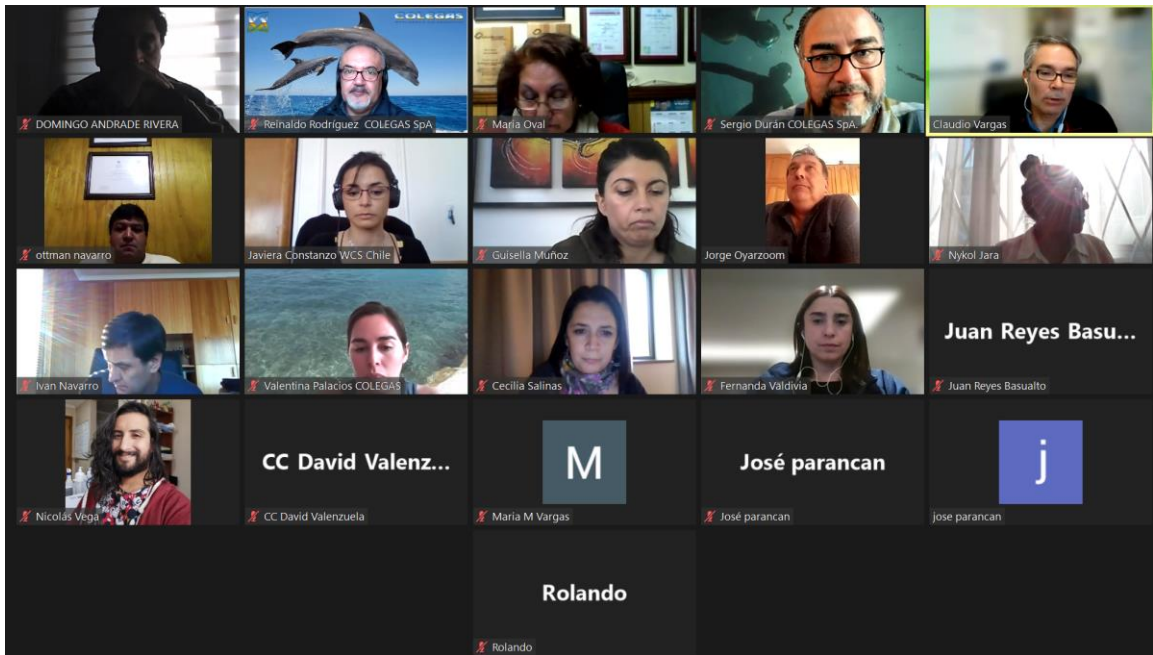 COLEGAS
DOMINGO ANDRADE RIVERA
Reinaldo Rodríguez COLEGAS SpA
María Oval
Sergio Durán COLEGAS SpA.
Claudio Vargas
ottman navarro
Javiera Constanzo WCS Chile
Guisella Muñoz
Jorge Oyarzoom
Nykol Jara
Ivan Navarro
Valentina Palacios COLEGAS
Cecilia Salinas
Fernanda Valdivia
Juan Reyes Basu...
Juan Reyes Basualto
Nicolás Vega
CC David Valenz...
CC David Valenzuela
M
Maria M Vargas
José parancan
José parancan
j
jose parancan
Rolando
Rolando